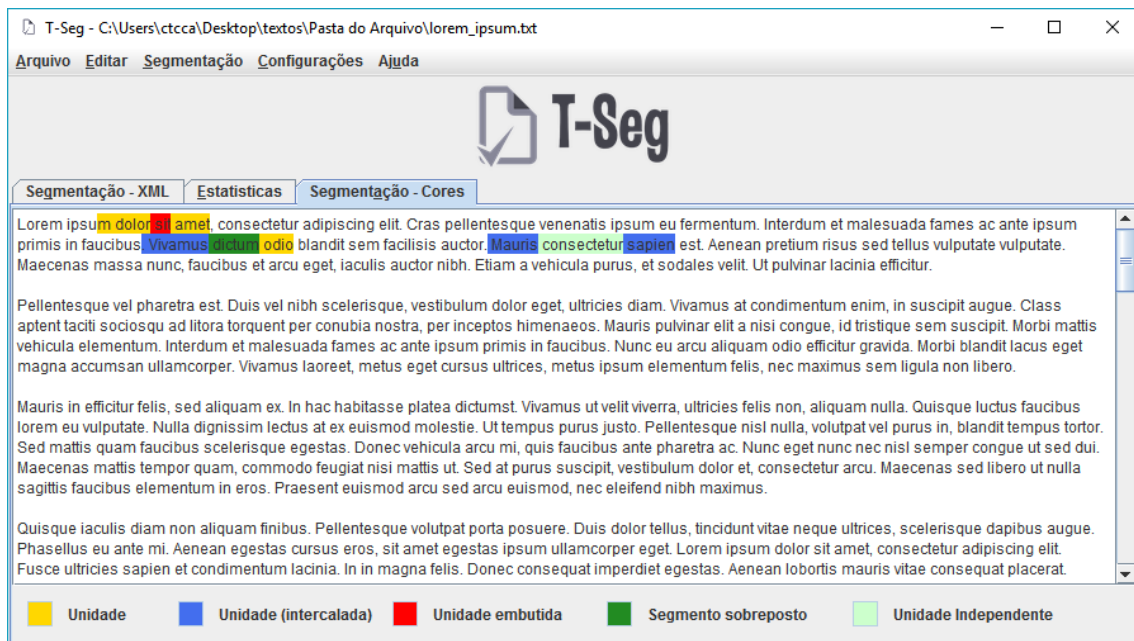 T-Seg - C:\Users\ctcca\Desktop\textos\Pasta do Arquivo\lorem_ipsum.txt
Arquivo Editar Segmentação Configurações Ajuda
T-Seg
Segmentação - XML Estatisticas Segmentação - Cores
Lorem ipsum dolor sit amet, consectetur adipiscing elit. Cras pellentesque venenatis ipsum eu fermentum. Interdum et malesuada fames ac ante ipsum
primis in faucibus. Vivamus dictum odio blandit sem facilisis auctor. Mauris consectetur sapien est. Aenean pretium risus sed tellus vulputate vulputate.
Maecenas massa nunc, faucibus et arcu eget, iaculis auctor nibh. Etiam a vehicula purus, et sodales velit. Ut pulvinar lacinia efficitur.
Pellentesque vel pharetra est. Duis vel nibh scelerisque, vestibulum dolor eget, ultricies diam. Vivamus at condimentum enim, in suscipit augue. Class
aptent taciti sociosqu ad litora torquent per conubia nostra, per inceptos himenaeos. Mauris pulvinar elit a nisi congue, id tristique sem suscipit. Morbi mattis
vehicula elementum. Interdum et malesuada fames ac ante ipsum primis in faucibus. Nunc eu arcu aliquam odio efficitur gravida. Morbi blandit lacus eget
magna accumsan ullamcorper. Vivamus laoreet, metus eget cursus ultrices, metus ipsum elementum felis, nec maximus sem ligula non libero.
Mauris in efficitur felis, sed aliquam ex. In hac habitasse platea dictumst. Vivamus ut velit viverra, ultricies felis non, aliquam nulla. Quisque luctus faucibus
lorem eu vulputate. Nulla dignissim lectus at ex euismod molestie. Ut tempus purus justo. Pellentesque nisl nulla, volutpat vel purus in, blandit tempus tortor.
Sed mattis quam faucibus scelerisque egestas. Donec vehicula arcu mi, quis faucibus ante pharetra ac. Nunc eget nunc nec nisl semper congue ut sed dui.
Maecenas mattis tempor quam, commodo feugiat nisi mattis ut. Sed at purus suscipit, vestibulum dolor et, consectetur arcu. Maecenas sed libero ut nulla
sagittis faucibus elementum in eros. Praesent euismod arcu sed arcu euismod, nec eleifend nibh maximus.
Quisque iaculis diam non aliquam finibus. Pellentesque volutpat porta posuere. Duis dolor tellus, tincidunt vitae neque ultrices, scelerisque dapibus augue.
Phasellus eu ante mi. Aenean egestas cursus eros, sit amet egestas ipsum ullamcorper eget. Lorem ipsum dolor sit amet, consectetur adipiscing elit.
Fusce ultricies sapien et condimentum lacinia. In in magna felis. Donec consequat imperdiet egestas. Aenean lobortis mauris vitae consequat placerat.
Unidade Unidade (intercalada) Unidade embutida Segmento sobreposto Unidade Independente